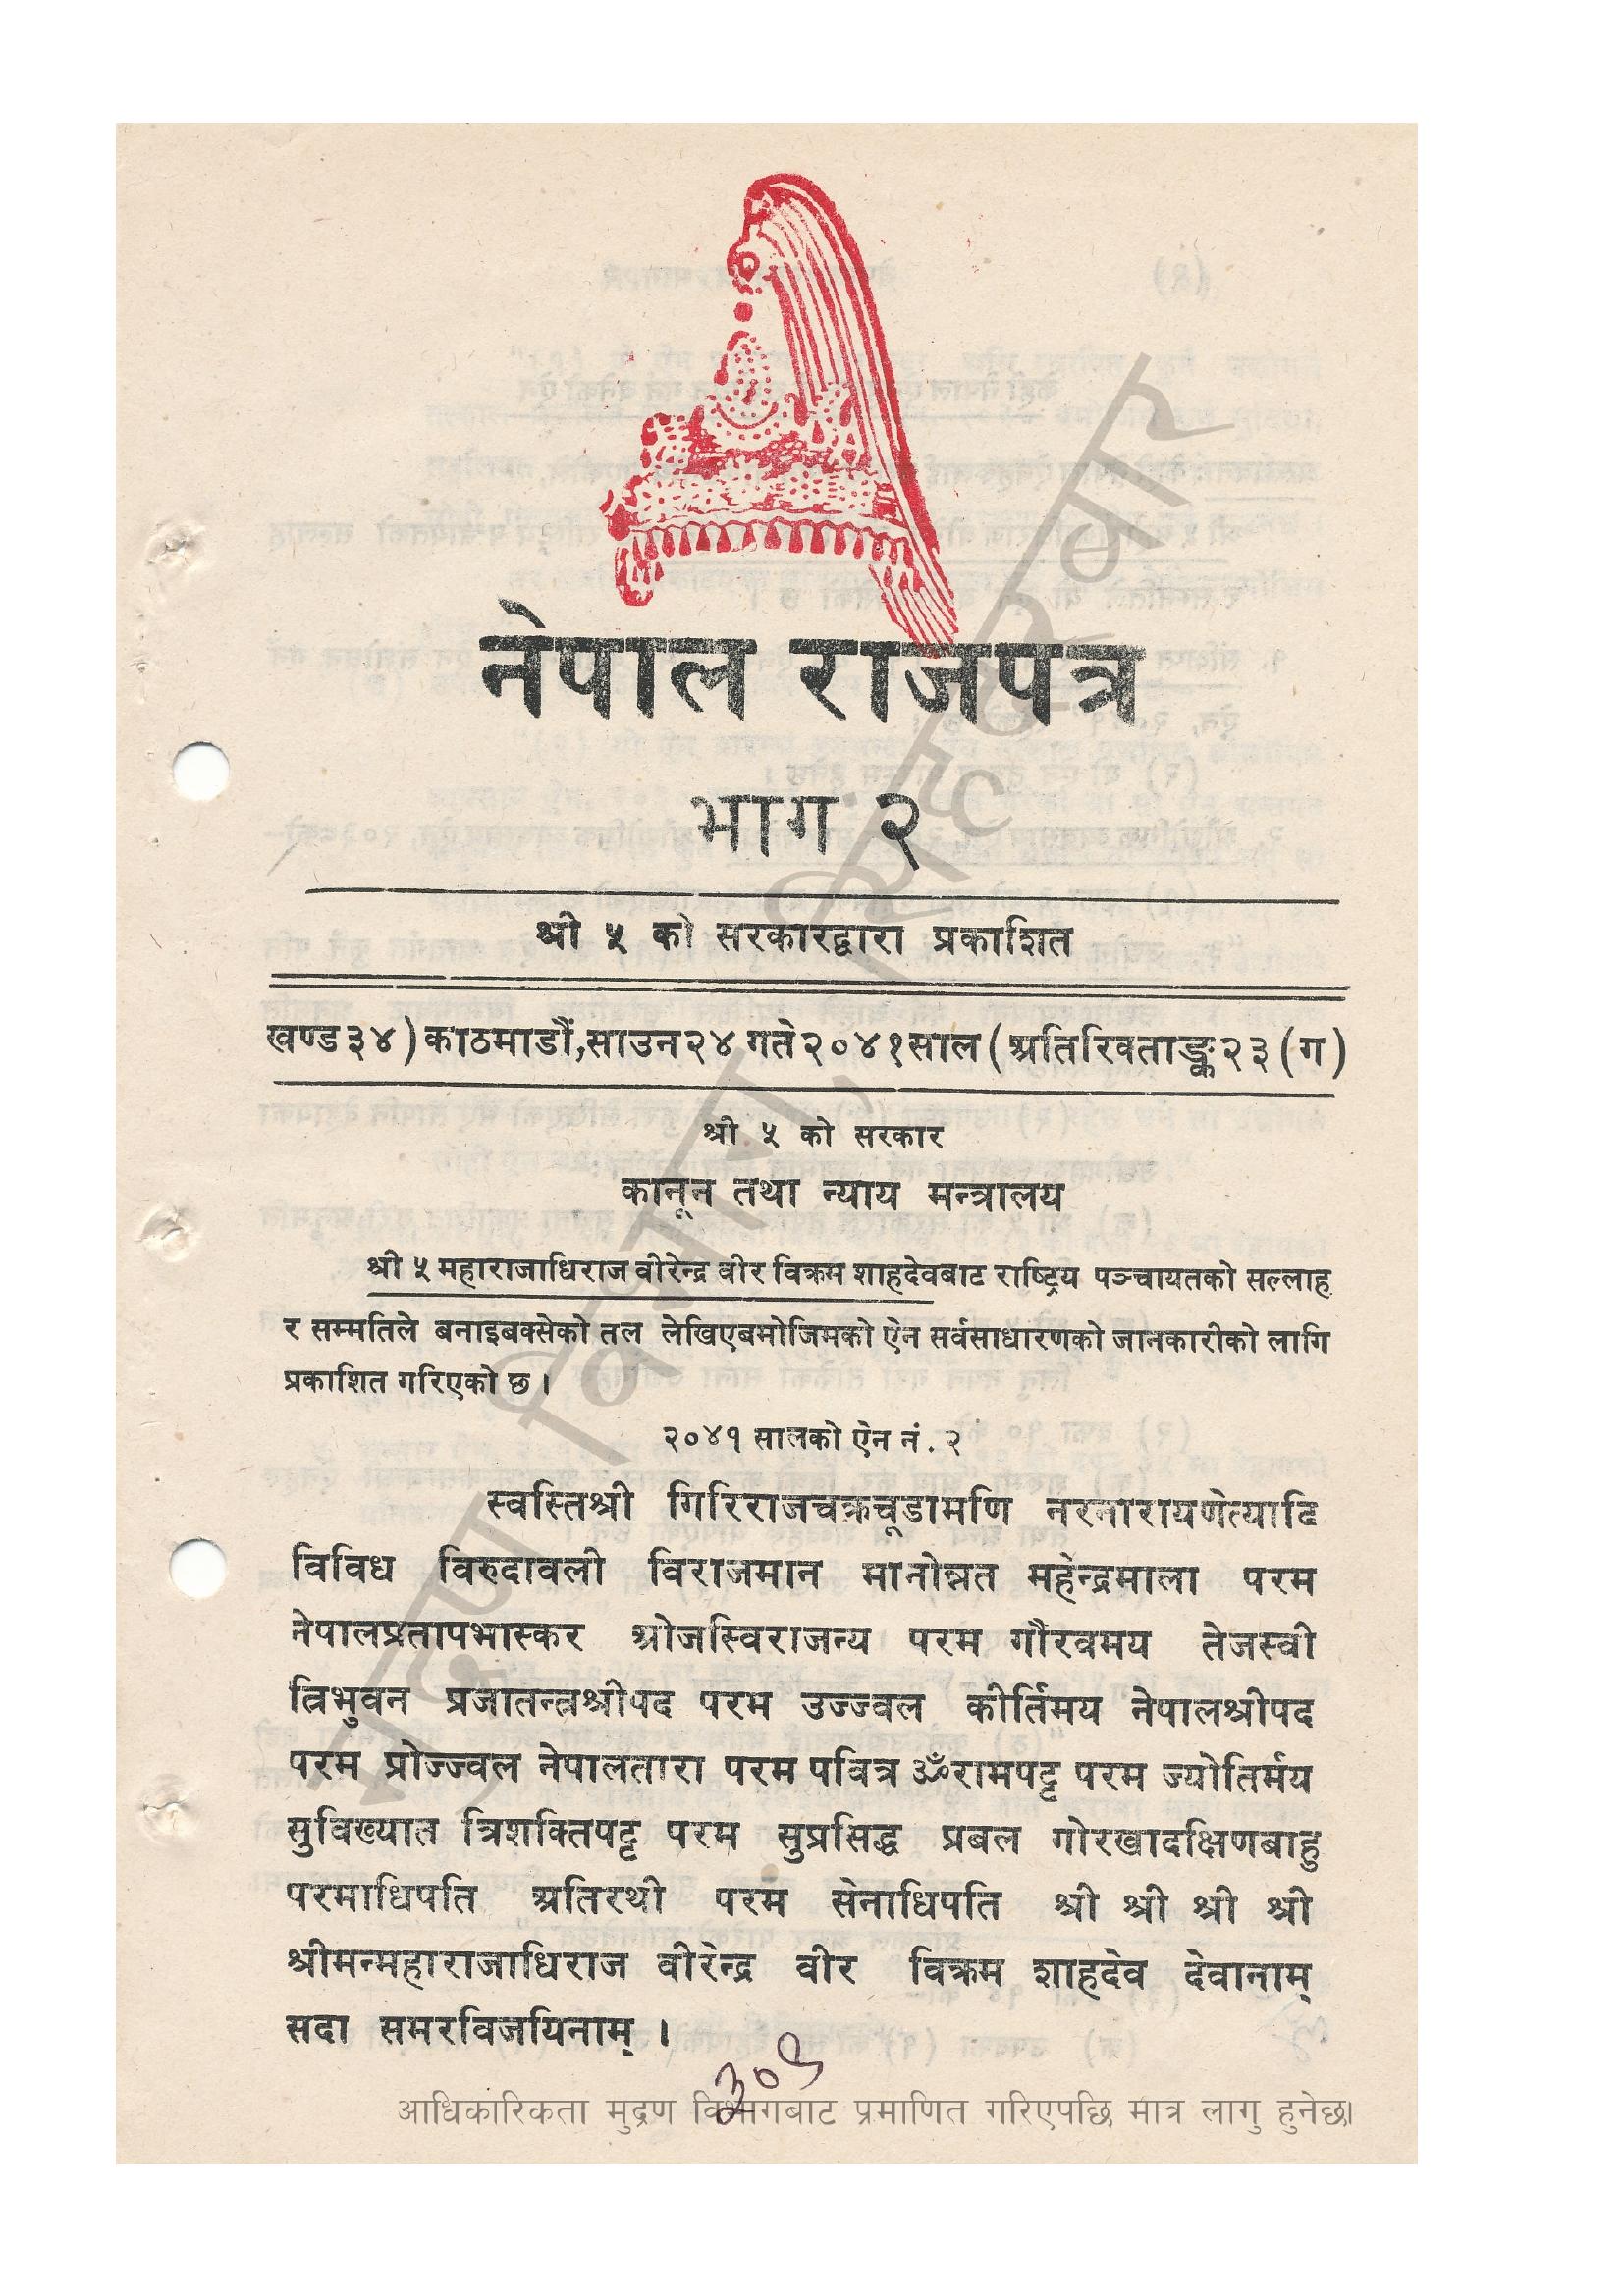 नेपाल राजपत्र
भाग २
श्री ५ को सरकारद्वारा प्रकाशित
खण्ड ३४) काठमाडौं, साउन २४ गते २०४१ साल (अतिरिक्ताङ्क २३ (ग)
श्री ५ को सरकार
कानून तथा न्याय मन्त्रालय
श्री ५ महाराजाधिराज वीरेन्द्र वीर विक्रम शाहदेवबाट राष्ट्रिय पञ्चायतको सल्लाह
र सम्मतिले बनाइबक्सेको तल लेखिएबमोजिमको ऐन सर्वसाधारणको जानकारीको लागि
प्रकाशित गरिएको छ ।
२०४१ सालको ऐन नं. २
स्वस्तिश्री गिरिराजचक्रचूडामणि नरनारायणेत्यादि
विविध विरुदावली विराजमान मानोन्नत महेन्द्रमाला परम
नेपालप्रतापभास्कर ओजस्विराजन्य परम गौरवमय तेजस्वी
त्रिभुवन प्रजातन्त्रश्रीपद परम उज्ज्वल कीर्तिमय नेपालश्रीपद
परम प्रोज्ज्वल नेपालतारा परम पवित्र ॐरामपट्ट परम ज्योतिर्मय
सुविख्यात त्रिशक्तिपट्ट परम सुप्रसिद्ध प्रबल गोरखादक्षिणबाहु
परमाधिपति अतिरथी परम सेनाधिपति श्री श्री श्री श्री
श्रीमन्महाराजाधिराज वीरेन्द्र वीर विक्रम शाहदेव देवानाम्
सदा समरविजयिनाम् ।
३०९
आधिकारिकता मुद्रण विभागबाट प्रमाणित गरिएपछि मात्र लागु हुनेछ।
मुद्रण विभाग, सिंहदरबार